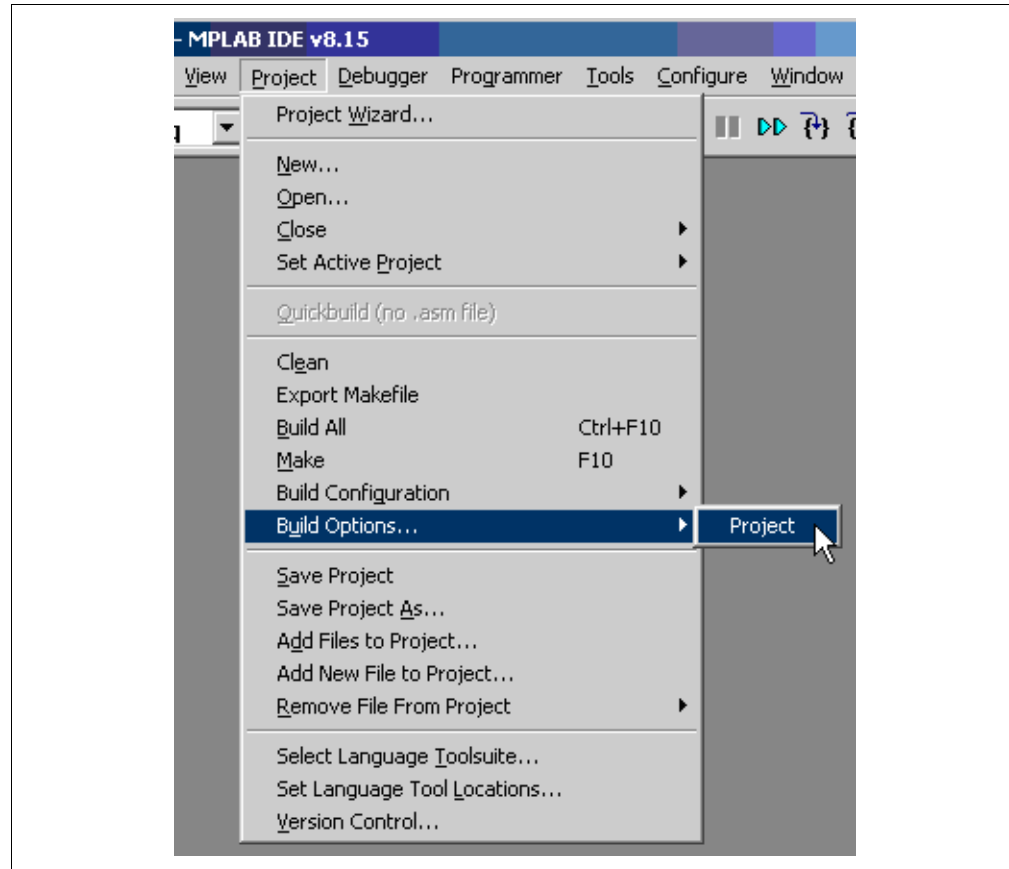 - MPLAB IDE v8.15
View Project Debugger Programmer Tools Configure Window
q
Project Wizard...
New...
Open...
Close
Set Active Project
Quickbuild (no .asm file)
Clean
Export Makefile
Build All Ctrl+F10
Make F10
Build Configuration
Build Options... Project
Save Project
Save Project As...
Add Files to Project...
Add New File to Project...
Remove File From Project
Select Language Toolsuite...
Set Language Tool Locations...
Version Control...